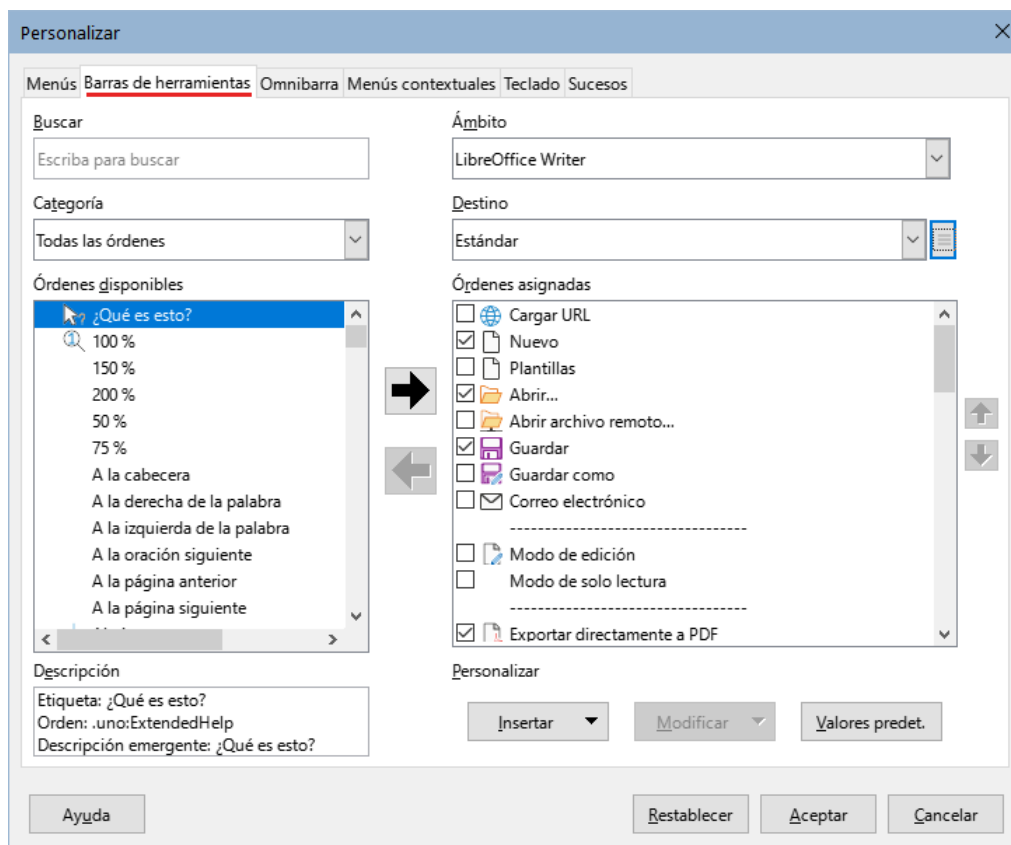 Personalizar
Menús Barras de herramientas Omnibarra Menús contextuales Teclado Sucesos
Buscar
Escriba para buscar
Categoría
Todas las órdenes
Órdenes disponibles
¿Qué es esto?
100 %
150 %
200 %
50 %
75 %
A la cabecera
A la derecha de la palabra
A la izquierda de la palabra
A la oración siguiente
A la página anterior
A la página siguiente
Descripción
Etiqueta: ¿Qué es esto?
Orden: .uno:ExtendedHelp
Descripción emergente: ¿Qué es esto?
Ámbito
LibreOffice Writer
Destino
Estándar
Órdenes asignadas
Cargar URL
Nuevo
Plantillas
Abrir...
Abrir archivo remoto...
Guardar
Guardar como
Correo electrónico
----------------------------------
Modo de edición
Modo de solo lectura
----------------------------------
Exportar directamente a PDF
Personalizar
Insertar Modificar Valores predet.
Ayuda Restablecer Aceptar Cancelar